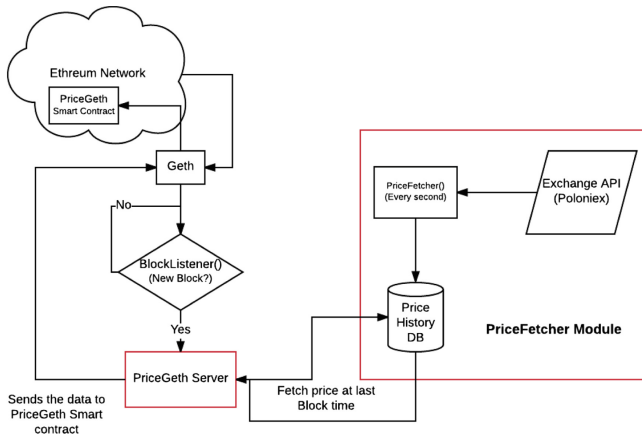 Ethreum Network
PriceGeth
Smart Contract
Geth
No
BlockListener()
(New Block?)
Yes
PriceGeth Server
Sends the data to
PriceGeth Smart
contract
Fetch price at last
Block time
PriceFetcher()
(Every second)
Exchange API
(Poloniex)
Price
History
DB
PriceFetcher Module